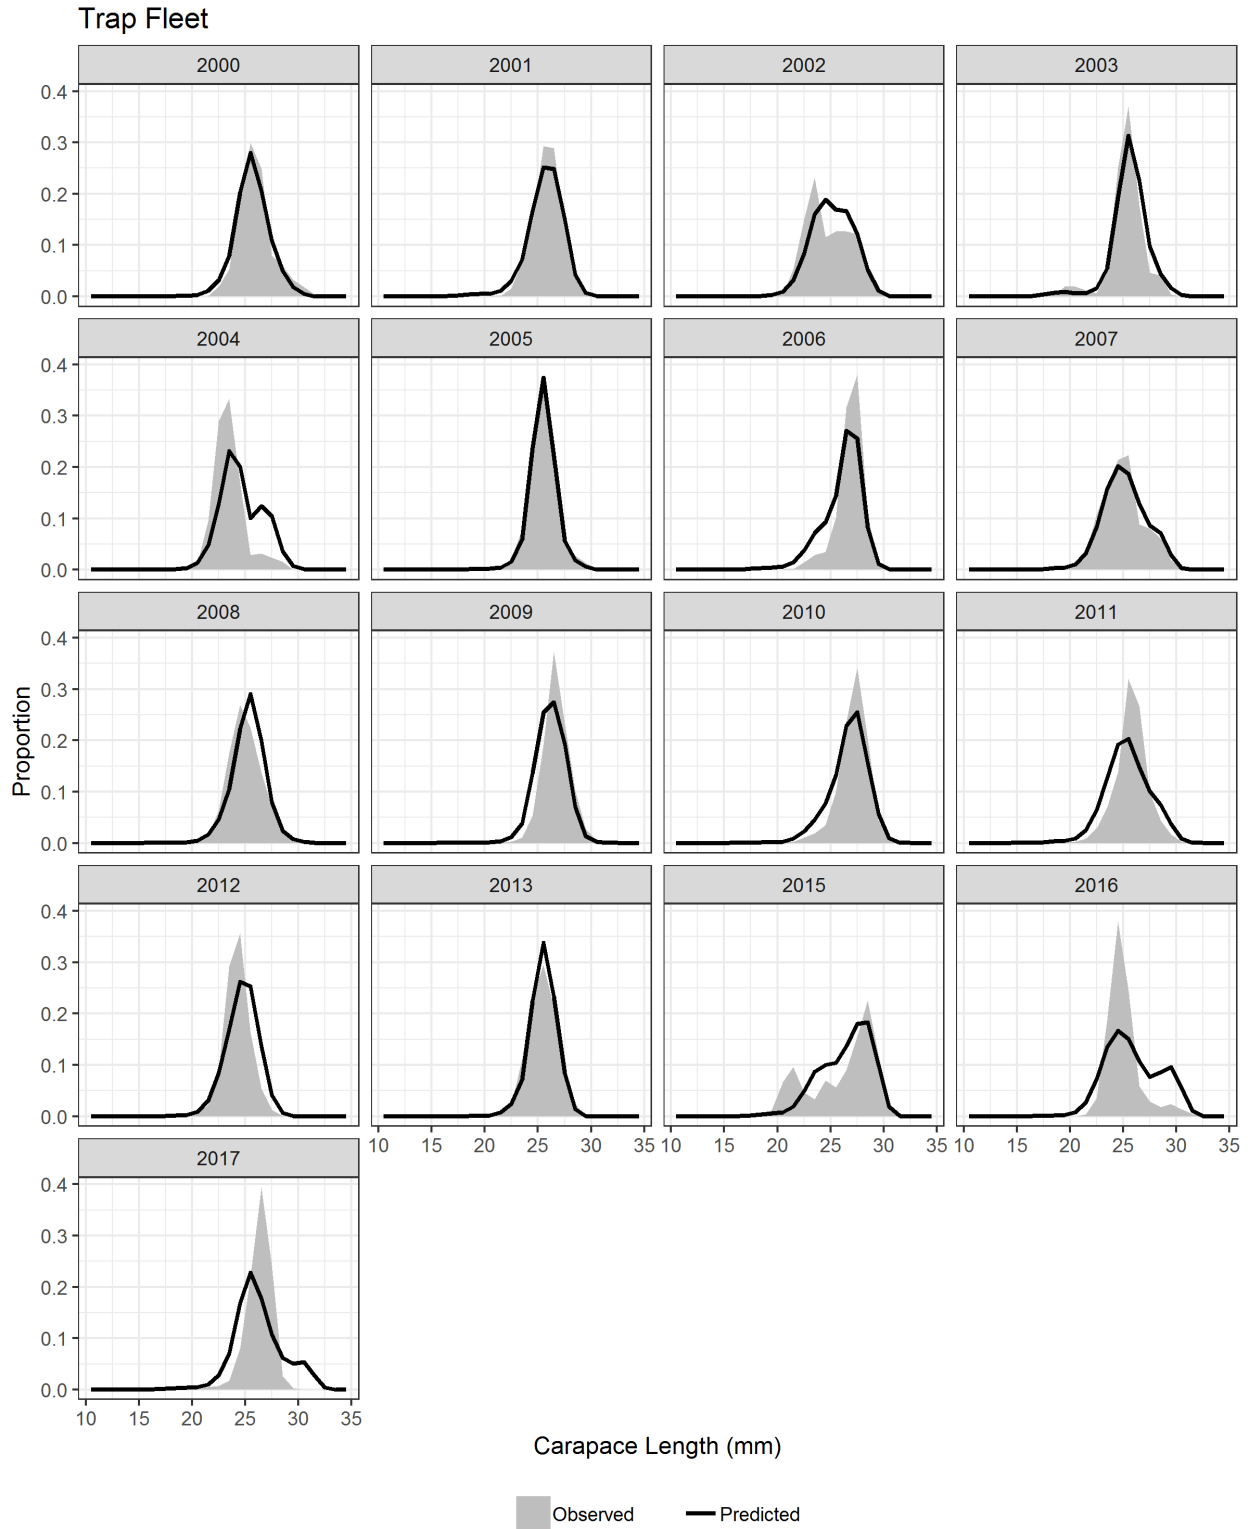 Trap Fleet
2000 2001 2002 2003
0.4
0.3
0.2
0.1
0.0
2004 2005 2006 2007
0.4
0.3
0.2
0.1
0.0
2008 2009 2010 2011
0.4
0.3
0.2
0.1
0.0
Proportion
2012 2013 2015 2016
0.4
0.3
0.2
0.1
0.0
10 15 20 25 30 35 10 15 20 25 30 35 10 15 20 25 30 35
2017
0.4
0.3
0.2
0.1
0.0
10 15 20 25 30 35
Carapace Length (mm)
Observed Predicted